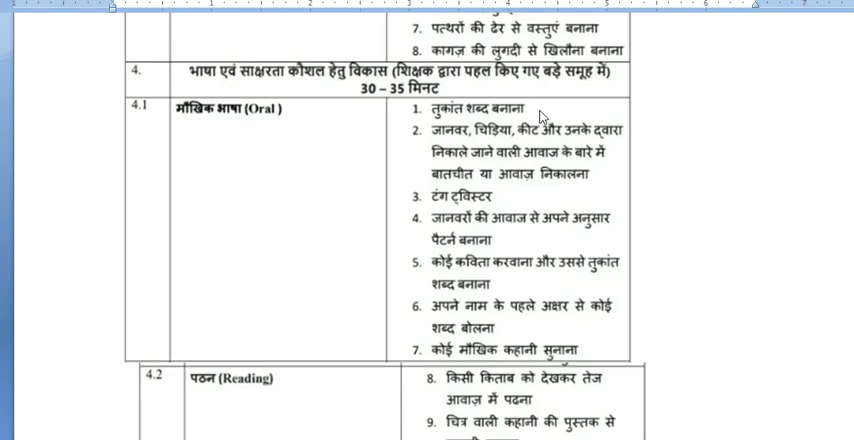 7. पत्थरों की ढेर से वस्तुएं बनाना
8. कागज़ की लुगदी से खिलौना बनाना
4. भाषा एवं साक्षरता कौशल हेतु विकास (शिक्षक द्वारा पहल किए गए बड़े समूह में)
30 – 35 मिनट
4.1 मौखिक भाषा (Oral ) 1. तुकांत शब्द बनाना
2. जानवर, चिड़िया, कीट और उनके द्वारा
निकाले जाने वाली आवाज के बारे में
बातचीत या आवाज़ निकालना
3. टंग ट्विस्टर
4. जानवरों की आवाज से अपने अनुसार
पैटर्न बनाना
5. कोई कविता करवाना और उससे तुकांत
शब्द बनाना
6. अपने नाम के पहले अक्षर से कोई
शब्द बोलना
7. कोई मौखिक कहानी सुनाना
4.2 पठन (Reading) 8. किसी किताब को देखकर तेज
आवाज़ में पढना
9. चित्र वाली कहानी की पुस्तक से